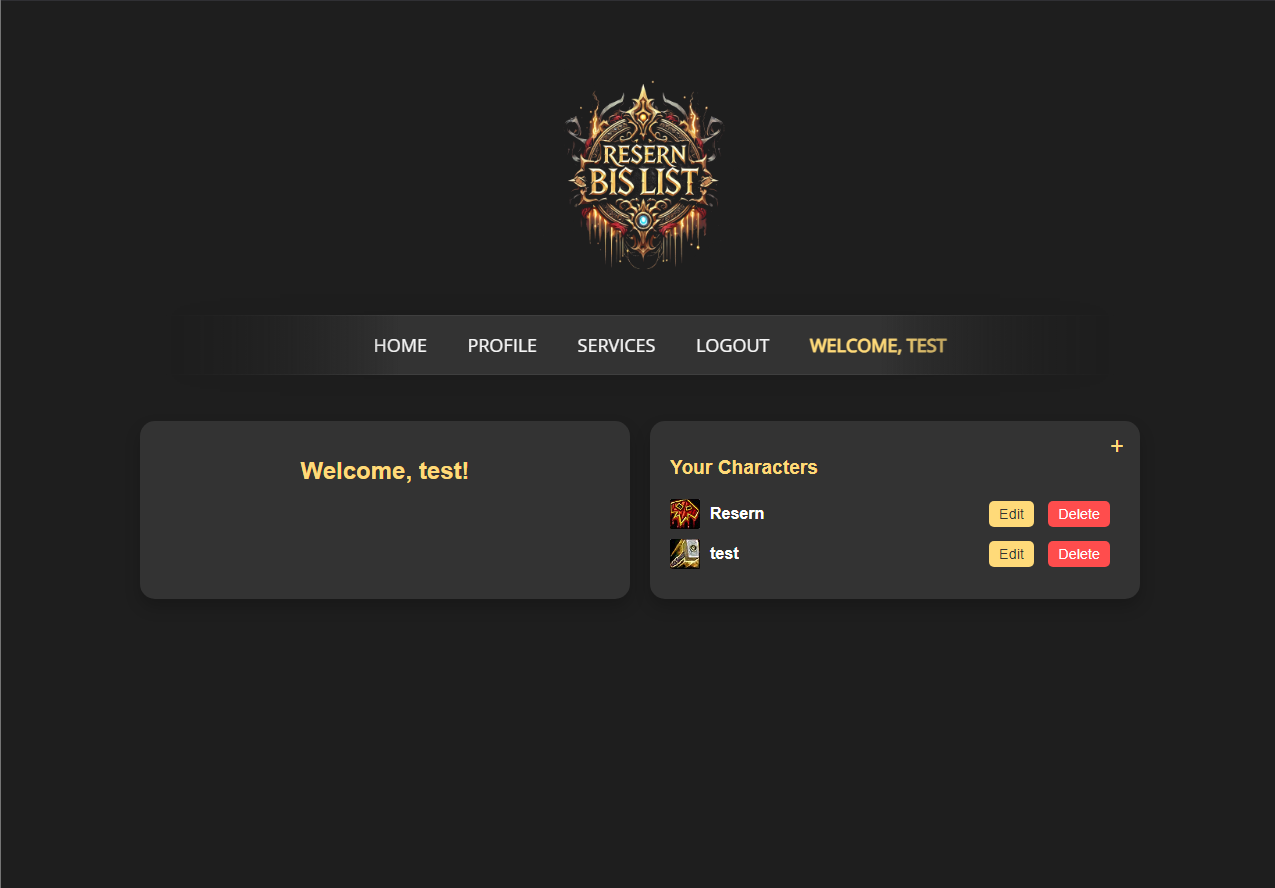 RESERN
BIS LIST
HOME PROFILE SERVICES LOGOUT WELCOME, TEST
Welcome, test!
+
Your Characters
Resern Edit Delete
test Edit Delete